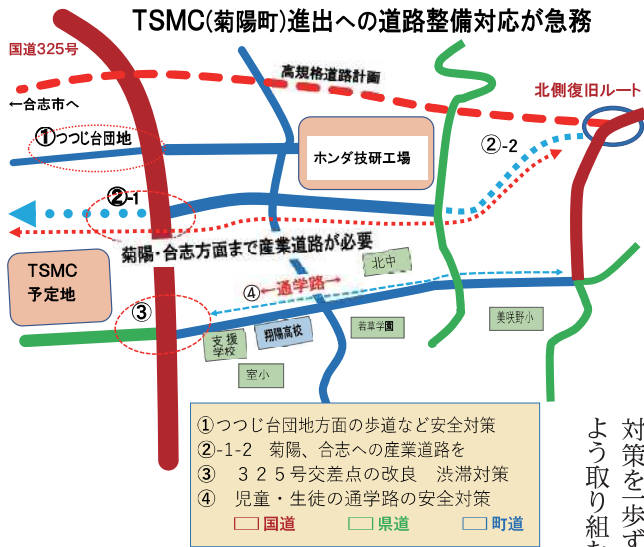 TSMC(菊陽町)進出への道路整備対応が急務
国道325号
高規格道路計画
北側復旧ルート
←合志市へ
①つつじ台団地
ホンダ技研工場
②-2
②-1
菊陽・合志方面まで産業道路が必要
TSMC
予定地
北中
④←通学路→
③
支援
学校
翔陽高校
若草学園
美咲野小
室小
①つつじ台団地方面の歩道など安全対策
②-1-2 菊陽、合志への産業道路を
③ 325号交差点の改良 渋滞対策
④ 児童・生徒の通学路の安全対策
国道 県道 町道
対策を一歩ず
よう取り組む